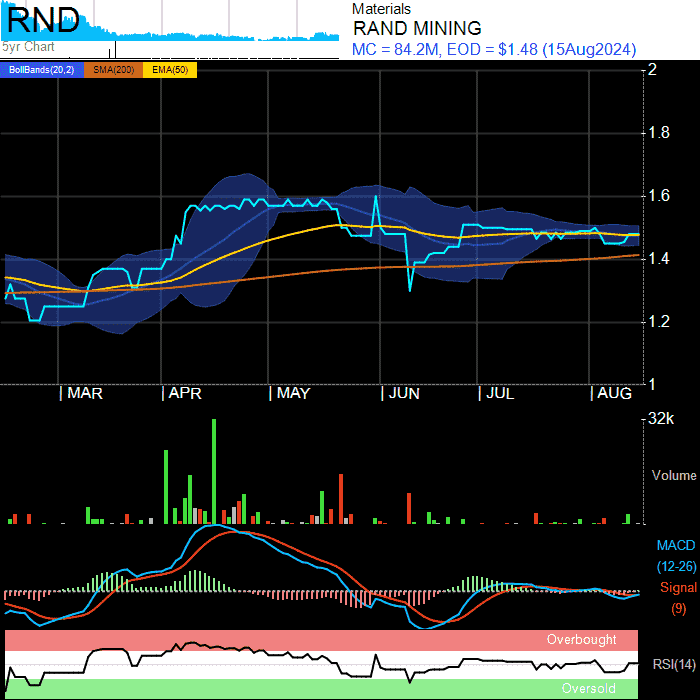 RND
5yr Chart
Materials
RAND MINING
MC = 84.2M, EOD = $1.48 (15Aug2024)
BollBands(20,2) SMA(200) EMA(50)
2
1.8
1.6
1.4
1.2
1
MAR APR MAY JUN JUL AUG
32k
Volume
MACD
(12-26)
Signal
(9)
Overbought
RSI(14)
Oversold